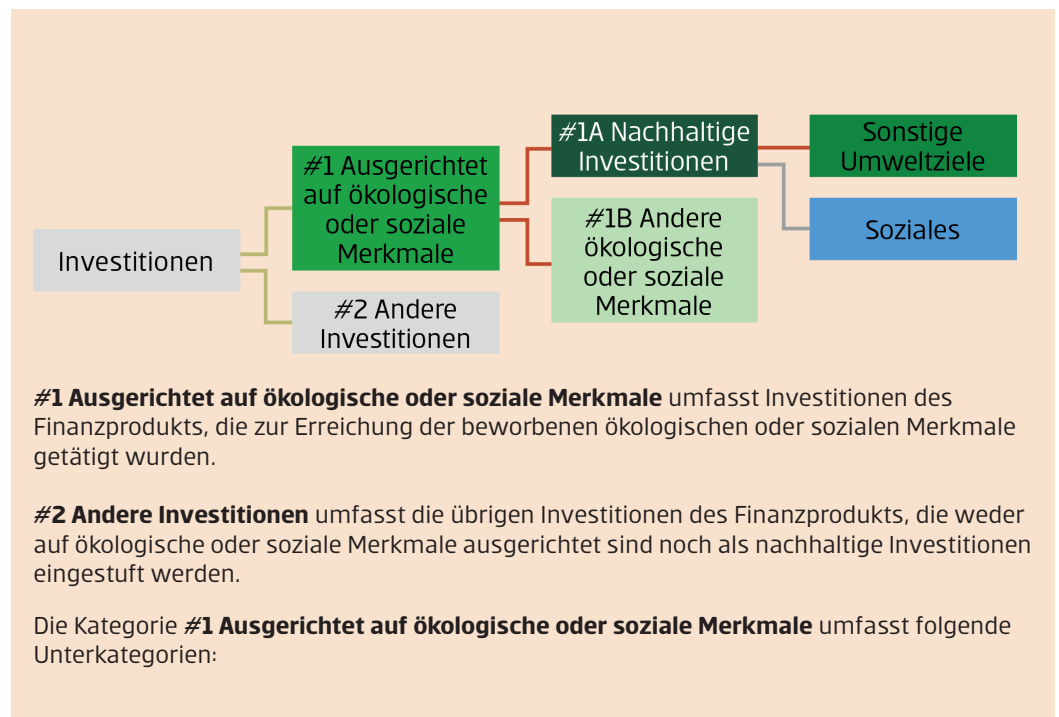 Investitionen
#1 Ausgerichtet
auf ökologische
oder soziale
Merkmale
#2 Andere
Investitionen
#1A Nachhaltige
Investitionen
#1B Andere
ökologische
oder soziale
Merkmale
Sonstige
Umweltziele
Soziales
#1 Ausgerichtet auf ökologische oder soziale Merkmale umfasst Investitionen des
Finanzprodukts, die zur Erreichung der beworbenen ökologischen oder sozialen Merkmale
getätigt wurden.
#2 Andere Investitionen umfasst die übrigen Investitionen des Finanzprodukts, die weder
auf ökologische oder soziale Merkmale ausgerichtet sind noch als nachhaltige Investitionen
eingestuft werden.
Die Kategorie #1 Ausgerichtet auf ökologische oder soziale Merkmale umfasst folgende
Unterkategorien: